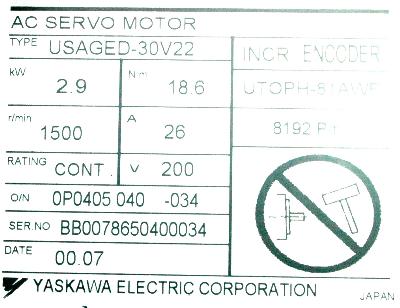 AC SERVO MOTOR
TYPE USAGED-30V22
INCR ENCODER
kW 2.9 N·m 18.6
UTOPH-81AWF
r/min 1500 A 26
8192 P/r
RATING CONT. V 200
O/N 0P0405 040 -034
SER.NO BB0078650400034
DATE 00.07
YASKAWA ELECTRIC CORPORATION
JAPAN